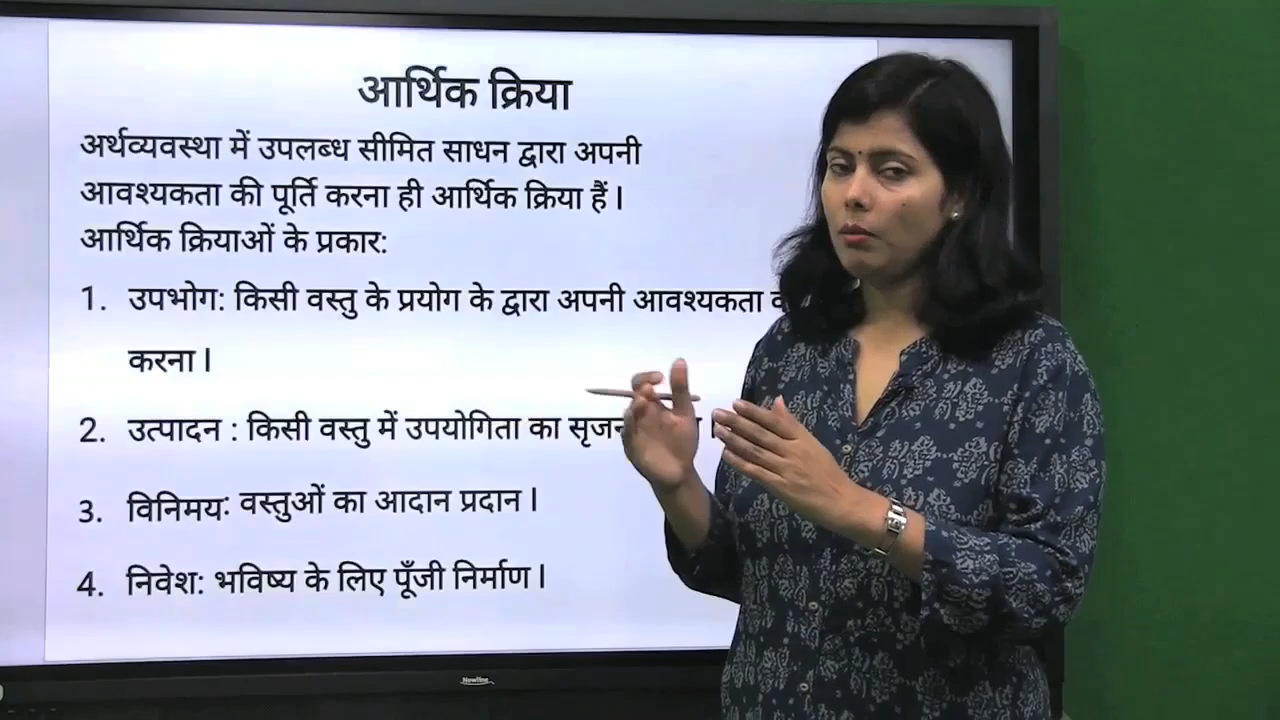 आर्थिक क्रिया
अर्थव्यवस्था में उपलब्ध सीमित साधन द्वारा अपनी
आवश्यकता की पूर्ति करना ही आर्थिक क्रिया हैं I
आर्थिक क्रियाओं के प्रकार:
1. उपभोग: किसी वस्तु के प्रयोग के द्वारा अपनी आवश्यकता
करना I
2. उत्पादन : किसी वस्तु में उपयोगिता का सृजन I
3. विनिमय: वस्तुओं का आदान प्रदान I
4. निवेश: भविष्य के लिए पूँजी निर्माण I
Newline